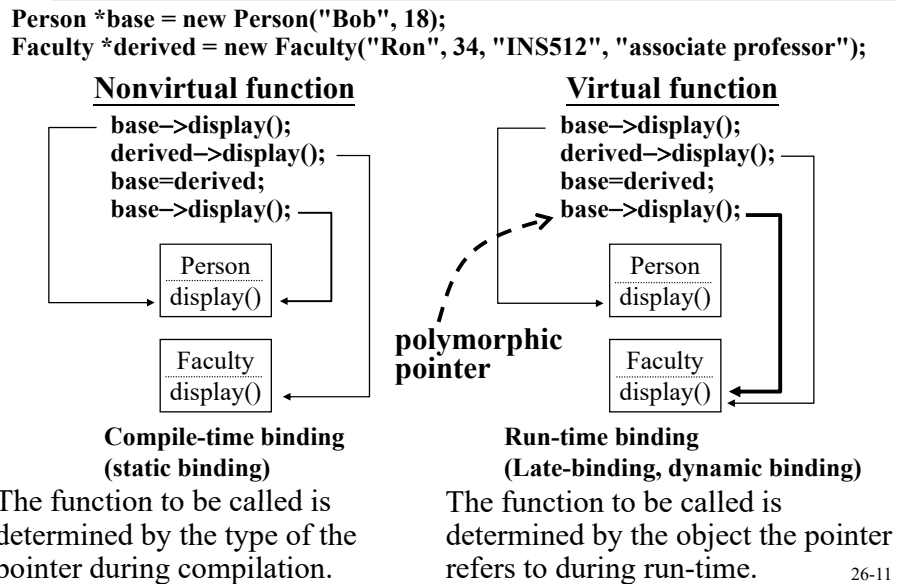 Person *base = new Person("Bob", 18);
Faculty *derived = new Faculty("Ron", 34, "INS512", "associate professor");
Nonvirtual function
base−>display();
derived−>display();
base=derived;
base−>display();
Person
display()
Faculty
display()
Compile-time binding
(static binding)
The function to be called is
determined by the type of the
pointer during compilation.
Virtual function
base−>display();
derived−>display();
base=derived;
base−>display();
polymorphic
pointer
Person
display()
Faculty
display()
Run-time binding
(Late-binding, dynamic binding)
The function to be called is
determined by the object the pointer
refers to during run-time.
26-11